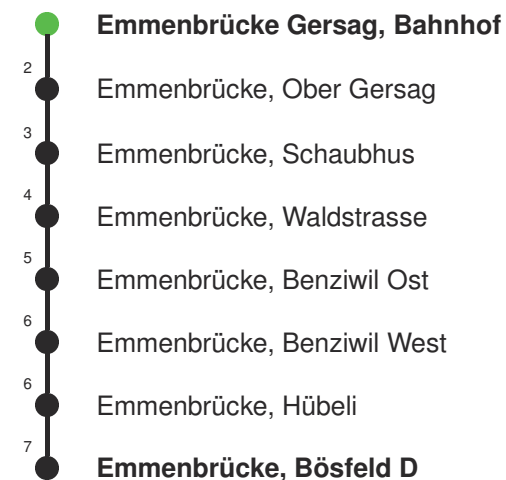 Emmenbrücke Gersag, Bahnhof
2
Emmenbrücke, Ober Gersag
3
Emmenbrücke, Schaubhus
4
Emmenbrücke, Waldstrasse
5
Emmenbrücke, Benziwil Ost
6
Emmenbrücke, Benziwil West
6
Emmenbrücke, Hübeli
7
Emmenbrücke, Bösfeld D